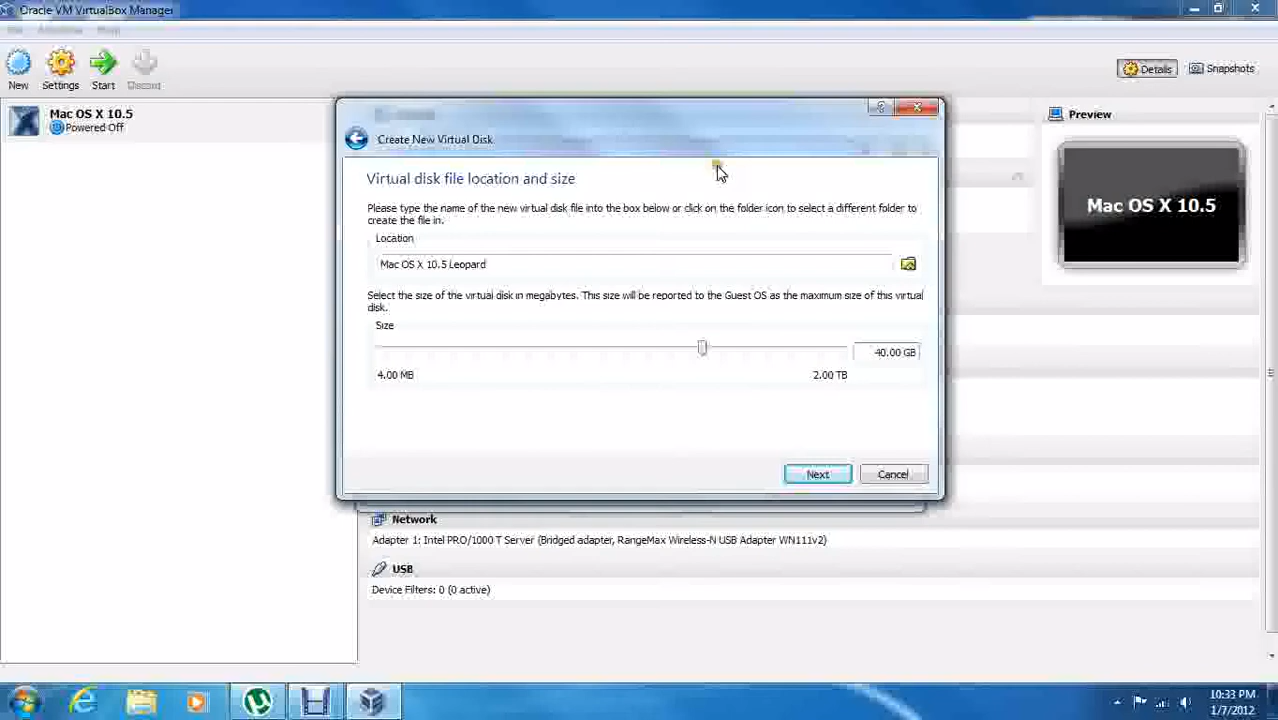 Oracle VM VirtualBox Manager
New
Settings
Start
Discard
Details
Snapshots
Mac OS X 10.5
Powered Off
Preview
Mac OS X 10.5
Create New Virtual Disk
Virtual disk file location and size
Please type the name of the new virtual disk file into the box below or click on the folder icon to select a different folder to
create the file in.
Location
Mac OS X 10.5 Leopard
Select the size of the virtual disk in megabytes. This size will be reported to the Guest OS as the maximum size of this virtual
disk.
Size
40.00 GB
4.00 MB
2.00 TB
Next
Cancel
Network
Adapter 1: Intel PRO/1000 T Server (Bridged adapter, RangeMax Wireless-N USB Adapter WN111v2)
USB
Device Filters: 0 (0 active)
10:33 PM
1/7/2012